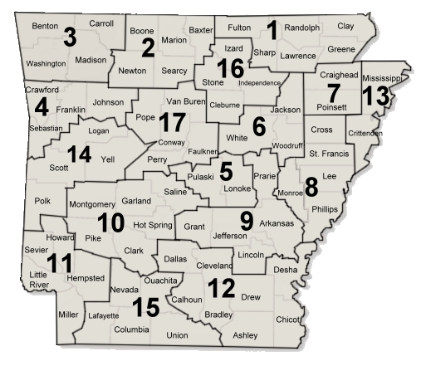 Benton
Carroll
Boone
Baxter
Fulton
1
Randolph
Clay
3
2
Marion
Izard
Sharp
Lawrence
Greene
Washington
Madison
Newton
Searcy
16
Stone
Independence
Craighead
Mississippi
Crawford
Franklin
Johnson
Van Buren
Cleburne
Jackson
7
13
Poinsett
4
Sebastian
Logan
Pope
17
Conway
Faulkner
White
6
Woodruff
Cross
Crittenden
St. Francis
14
Scott
Yell
Perry
Pulaski
5
Lonoke
Prarie
Monroe
8
Lee
Phillips
Polk
Montgomery
Garland
Saline
10
Hot Spring
Grant
9
Jefferson
Arkansas
Howard
Pike
Clark
Dallas
Cleveland
Lincoln
Desha
Sevier
11
Little
River
Hempsted
Nevada
Ouachita
Calhoun
12
Drew
Bradley
Chicot
Miller
Lafayette
15
Columbia
Union
Ashley